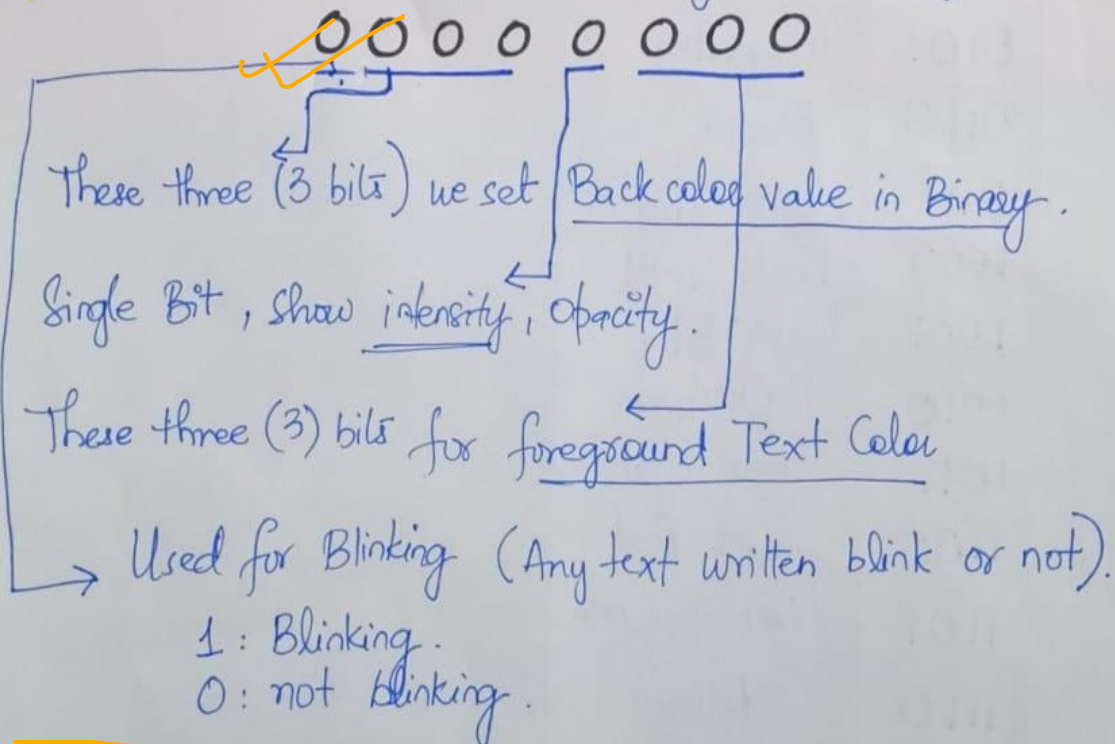 0 0 0 0 0 0 0 0
These three (3 bits) we set Back color value in Binary.
Single Bit, show intensity, Opacity.
These three (3) bits for foreground Text Color
Used for Blinking (Any text written blink or not).
1: Blinking.
0: not blinking.